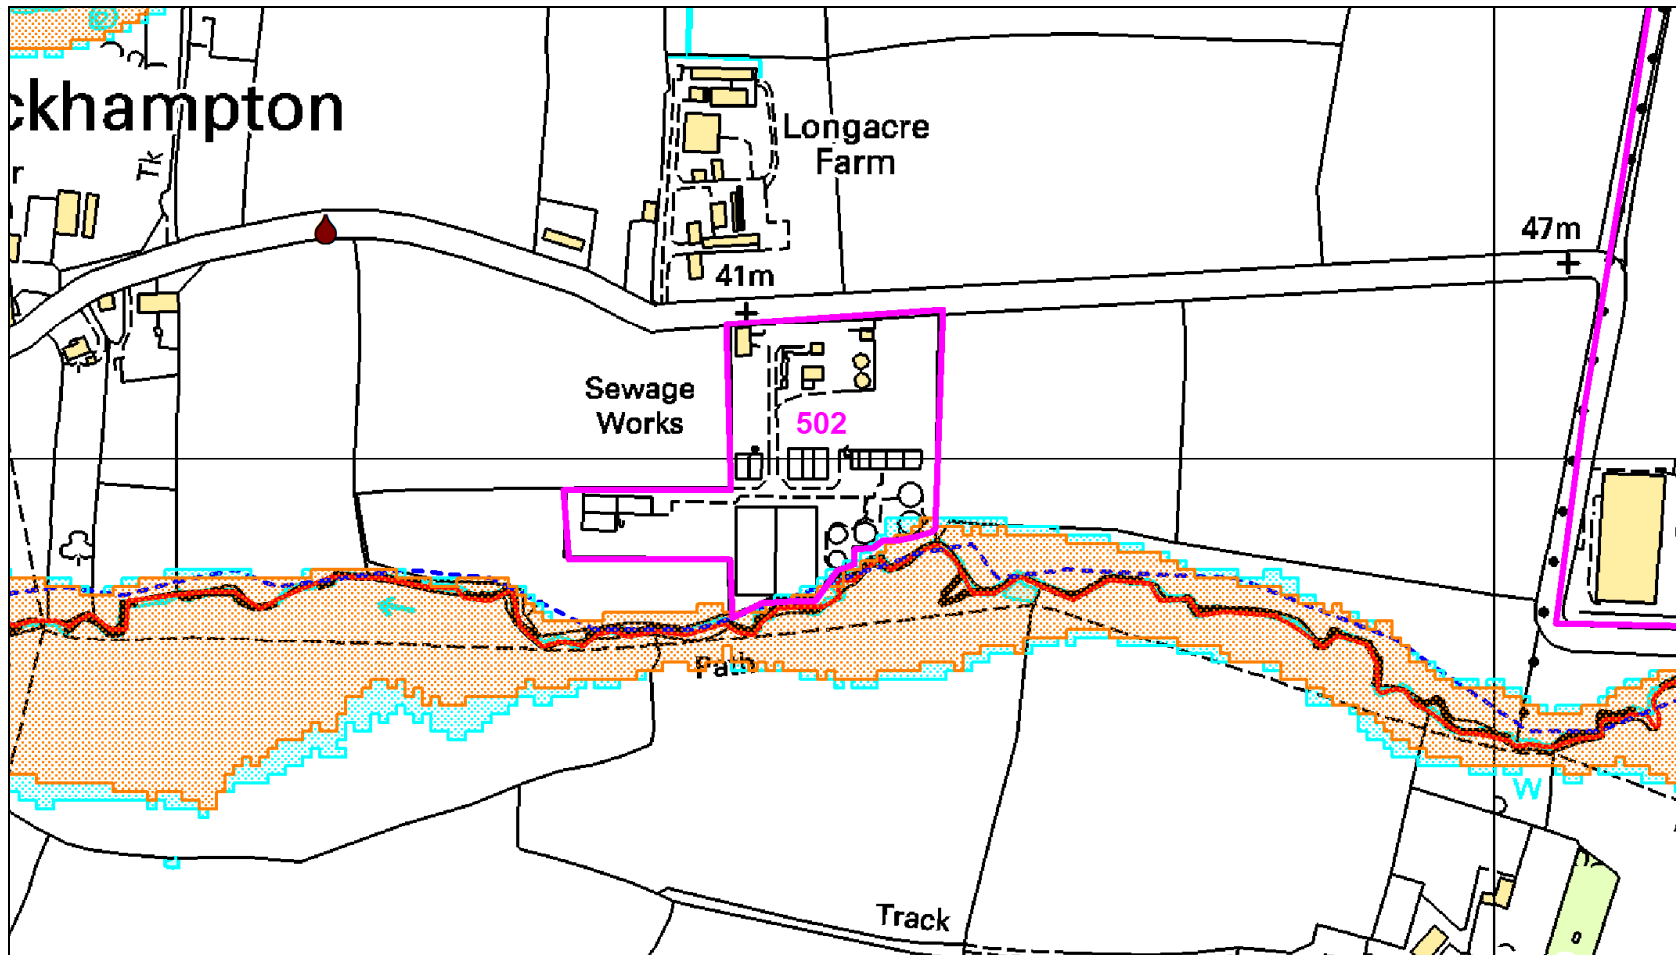 ckhampton
Tk
r
Longacre
Farm
47m
41m
Sewage
Works
502
Path
W
Track